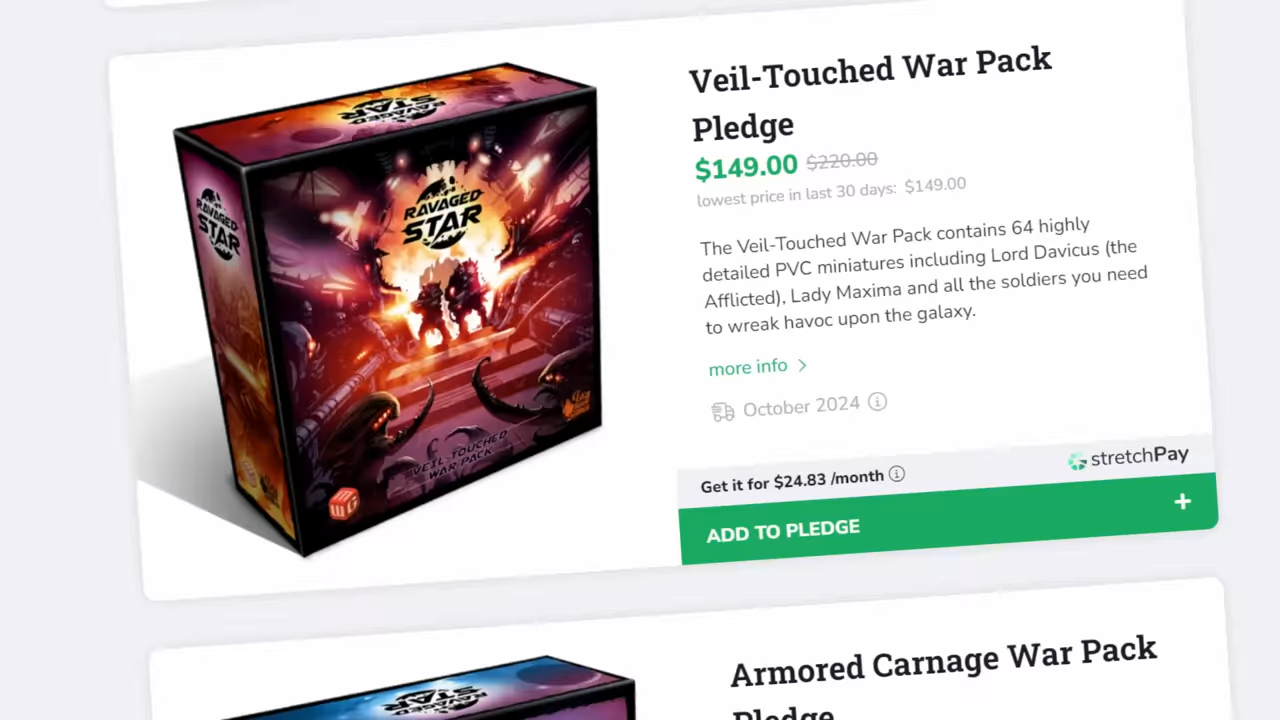 RAVAGED
STAR
RAVAGED
STAR
RAVAGED
STAR
VEIL-TOUCHED
WAR PACK
Veil-Touched War Pack
Pledge
$149.00 $220.00
lowest price in last 30 days: $149.00
The Veil-Touched War Pack contains 64 highly
detailed PVC miniatures including Lord Davicus (the
Afflicted), Lady Maxima and all the soldiers you need
to wreak havoc upon the galaxy.
more info
October 2024
Get it for $24.83 /month
stretchPay
ADD TO PLEDGE +
RAVAGED
STAR
Armored Carnage War Pack
Pledge